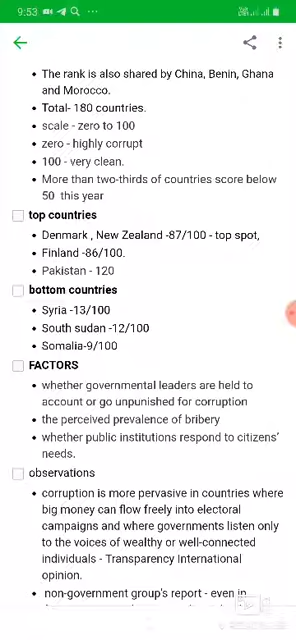 9:53
• The rank is also shared by China, Benin, Ghana
and Morocco.
• Total- 180 countries.
• scale - zero to 100
• zero - highly corrupt
• 100 - very clean.
• More than two-thirds of countries score below
50 this year
top countries
• Denmark , New Zealand -87/100 - top spot,
• Finland -86/100.
• Pakistan - 120
bottom countries
• Syria -13/100
• South sudan -12/100
• Somalia-9/100
FACTORS
• whether governmental leaders are held to
account or go unpunished for corruption
• the perceived prevalence of bribery
• whether public institutions respond to citizens'
needs.
observations
• corruption is more pervasive in countries where
big money can flow freely into electoral
campaigns and where governments listen only
to the voices of wealthy or well-connected
individuals - Transparency International
opinion.
• non-government group's report - even in